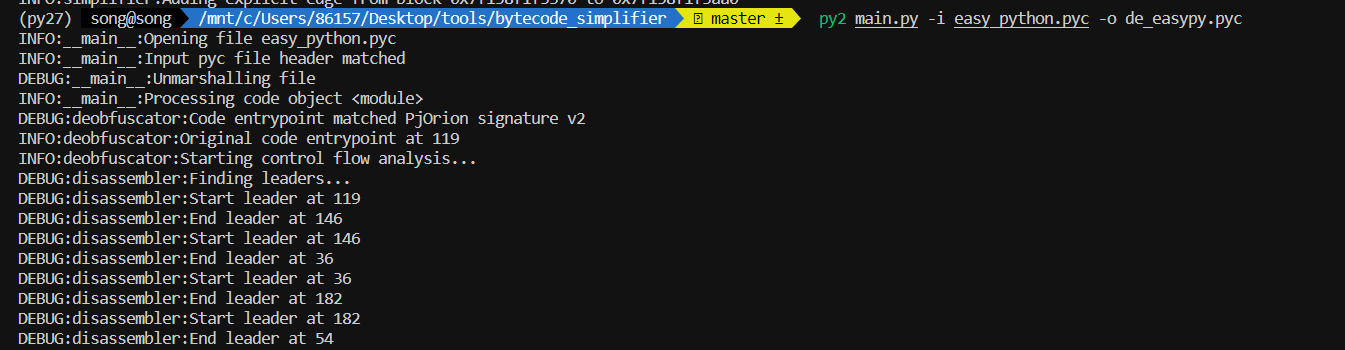 (py27) song@song /mnt/c/Users/86157/Desktop/tools/bytecode_simplifier master ± py2 main.py -i easy_python.pyc -o de_easypy.pyc
INFO:__main__:Opening file easy_python.pyc
INFO:__main__:Input pyc file header matched
DEBUG:__main__:Unmarshalling file
INFO:__main__:Processing code object <module>
DEBUG:deobfuscator:Code entrypoint matched PjOrion signature v2
INFO:deobfuscator:Original code entrypoint at 119
INFO:deobfuscator:Starting control flow analysis...
DEBUG:disassembler:Finding leaders...
DEBUG:disassembler:Start leader at 119
DEBUG:disassembler:End leader at 146
DEBUG:disassembler:Start leader at 146
DEBUG:disassembler:End leader at 36
DEBUG:disassembler:Start leader at 36
DEBUG:disassembler:End leader at 182
DEBUG:disassembler:Start leader at 182
DEBUG:disassembler:End leader at 54